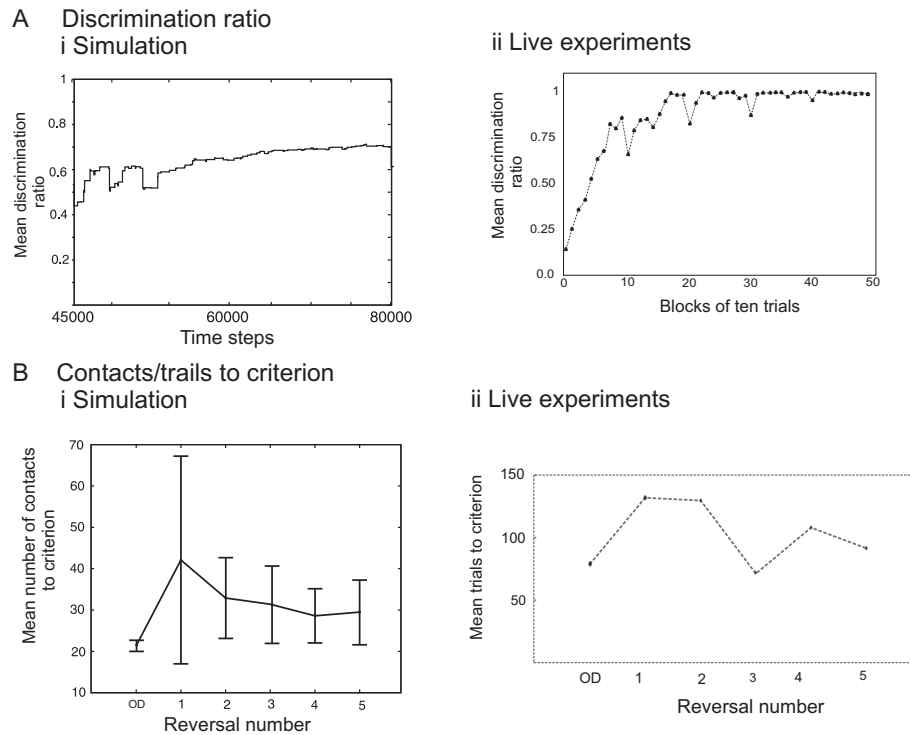 A Discrimination ratio
i Simulation
ii Live experiments
Mean discrimination
ratio
1
0.8
0.6
0.4
0.2
45000 60000 80000
Time steps
Mean discrimination
ratio
1
0.75
0.50
0.25
0.0
0 10 20 30 40 50
Blocks of ten trials
B Contacts/trails to criterion
i Simulation
ii Live experiments
Mean number of contacts
to criterion
70
60
50
40
30
20
10
OD 1 2 3 4 5
Reversal number
Mean trials to criterion
150
100
50
OD 1 2 3 4 5
Reversal number